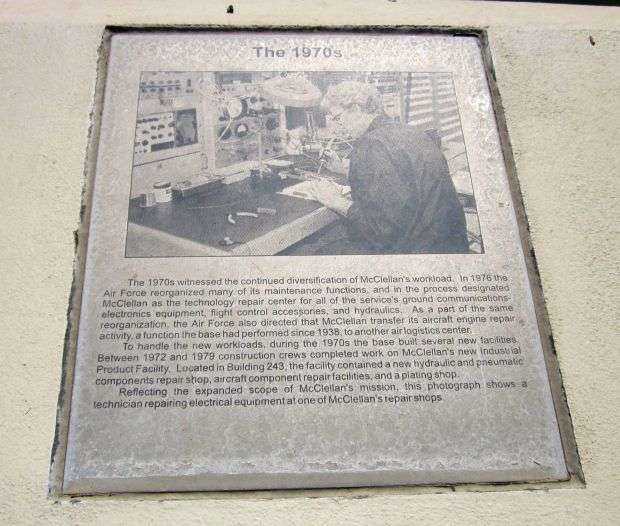 The 1970s
The 1970s witnessed the continued diversification of McClellan's workload. In 1976 the
Air Force reorganized many of its maintenance functions, and in the process designated
McClellan as the technology repair center for all of the service's ground communications-
electronics equipment, flight control accessories, and hydraulics. As a part of the same
reorganization, the Air Force also directed that McClellan transfer its aircraft engine repair
activity, a function the base had performed since 1938, to another air logistics center.
To handle the new workloads, during the 1970s the base built several new facilities.
Between 1972 and 1979 construction crews completed work on McClellan's new Industrial
Product Facility. Located in Building 243, the facility contained a new hydraulic and pneumatic
components repair shop, aircraft component repair facilities, and a plating shop.
Reflecting the expanded scope of McClellan's mission, this photograph shows a
technician repairing electrical equipment at one of McClellan's repair shops.